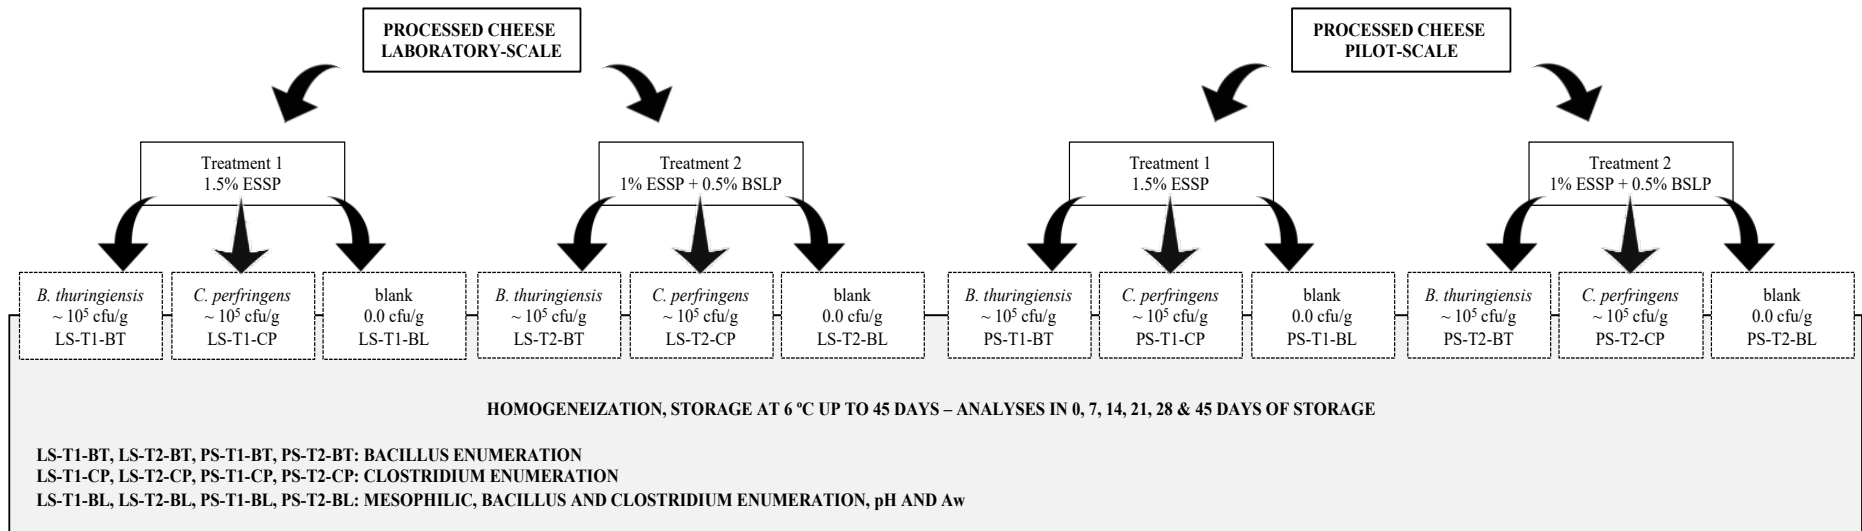 PROCESSED CHEESE
LABORATORY-SCALE
PROCESSED CHEESE
PILOT-SCALE
Treatment 1
1.5% ESSP
Treatment 2
1% ESSP + 0.5% BSLP
Treatment 1
1.5% ESSP
Treatment 2
1% ESSP + 0.5% BSLP
B. thuringiensis
~ 10⁵ cfu/g
LS-T1-BT
C. perfringens
~ 10⁵ cfu/g
LS-T1-CP
blank
0.0 cfu/g
LS-T1-BL
B. thuringiensis
~ 10⁵ cfu/g
LS-T2-BT
C. perfringens
~ 10⁵ cfu/g
LS-T2-CP
blank
0.0 cfu/g
LS-T2-BL
B. thuringiensis
~ 10⁵ cfu/g
PS-T1-BT
C. perfringens
~ 10⁵ cfu/g
PS-T1-CP
blank
0.0 cfu/g
PS-T1-BL
B. thuringiensis
~ 10⁵ cfu/g
PS-T2-BT
C. perfringens
~ 10⁵ cfu/g
PS-T2-CP
blank
0.0 cfu/g
PS-T2-BL
HOMOGENEIZATION, STORAGE AT 6 ºC UP TO 45 DAYS – ANALYSES IN 0, 7, 14, 21, 28 & 45 DAYS OF STORAGE
LS-T1-BT, LS-T2-BT, PS-T1-BT, PS-T2-BT: BACILLUS ENUMERATION
LS-T1-CP, LS-T2-CP, PS-T1-CP, PS-T2-CP: CLOSTRIDIUM ENUMERATION
LS-T1-BL, LS-T2-BL, PS-T1-BL, PS-T2-BL: MESOPHILIC, BACILLUS AND CLOSTRIDIUM ENUMERATION, pH AND Aw